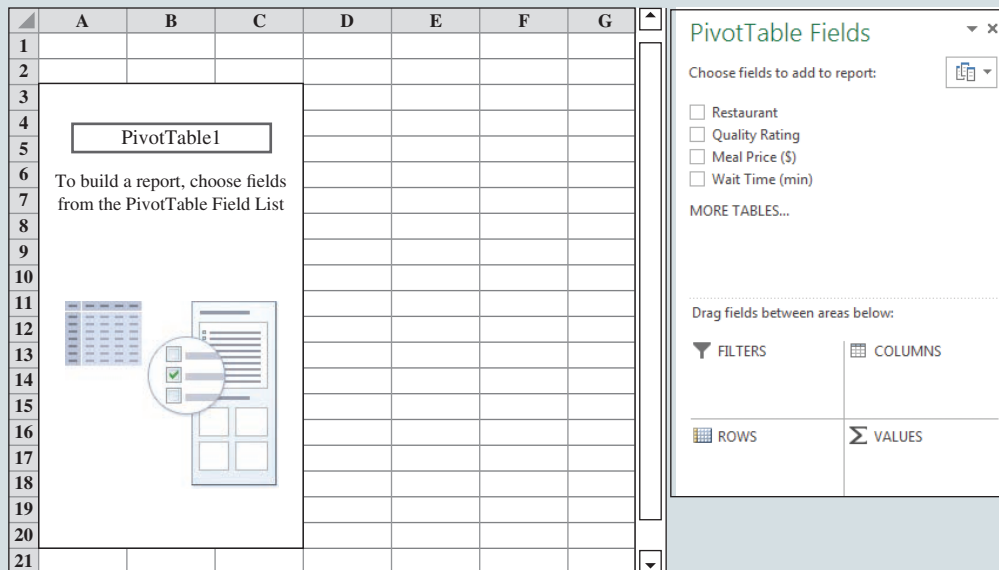 A B C D E F G
1
2
3
4
5
6
7
8
9
10
11
12
13
14
15
16
17
18
19
20
21
PivotTable1
To build a report, choose fields
from the PivotTable Field List
PivotTable Fields
Choose fields to add to report:
Restaurant
Quality Rating
Meal Price ($)
Wait Time (min)
MORE TABLES...
Drag fields between areas below:
FILTERS
COLUMNS
ROWS
VALUES